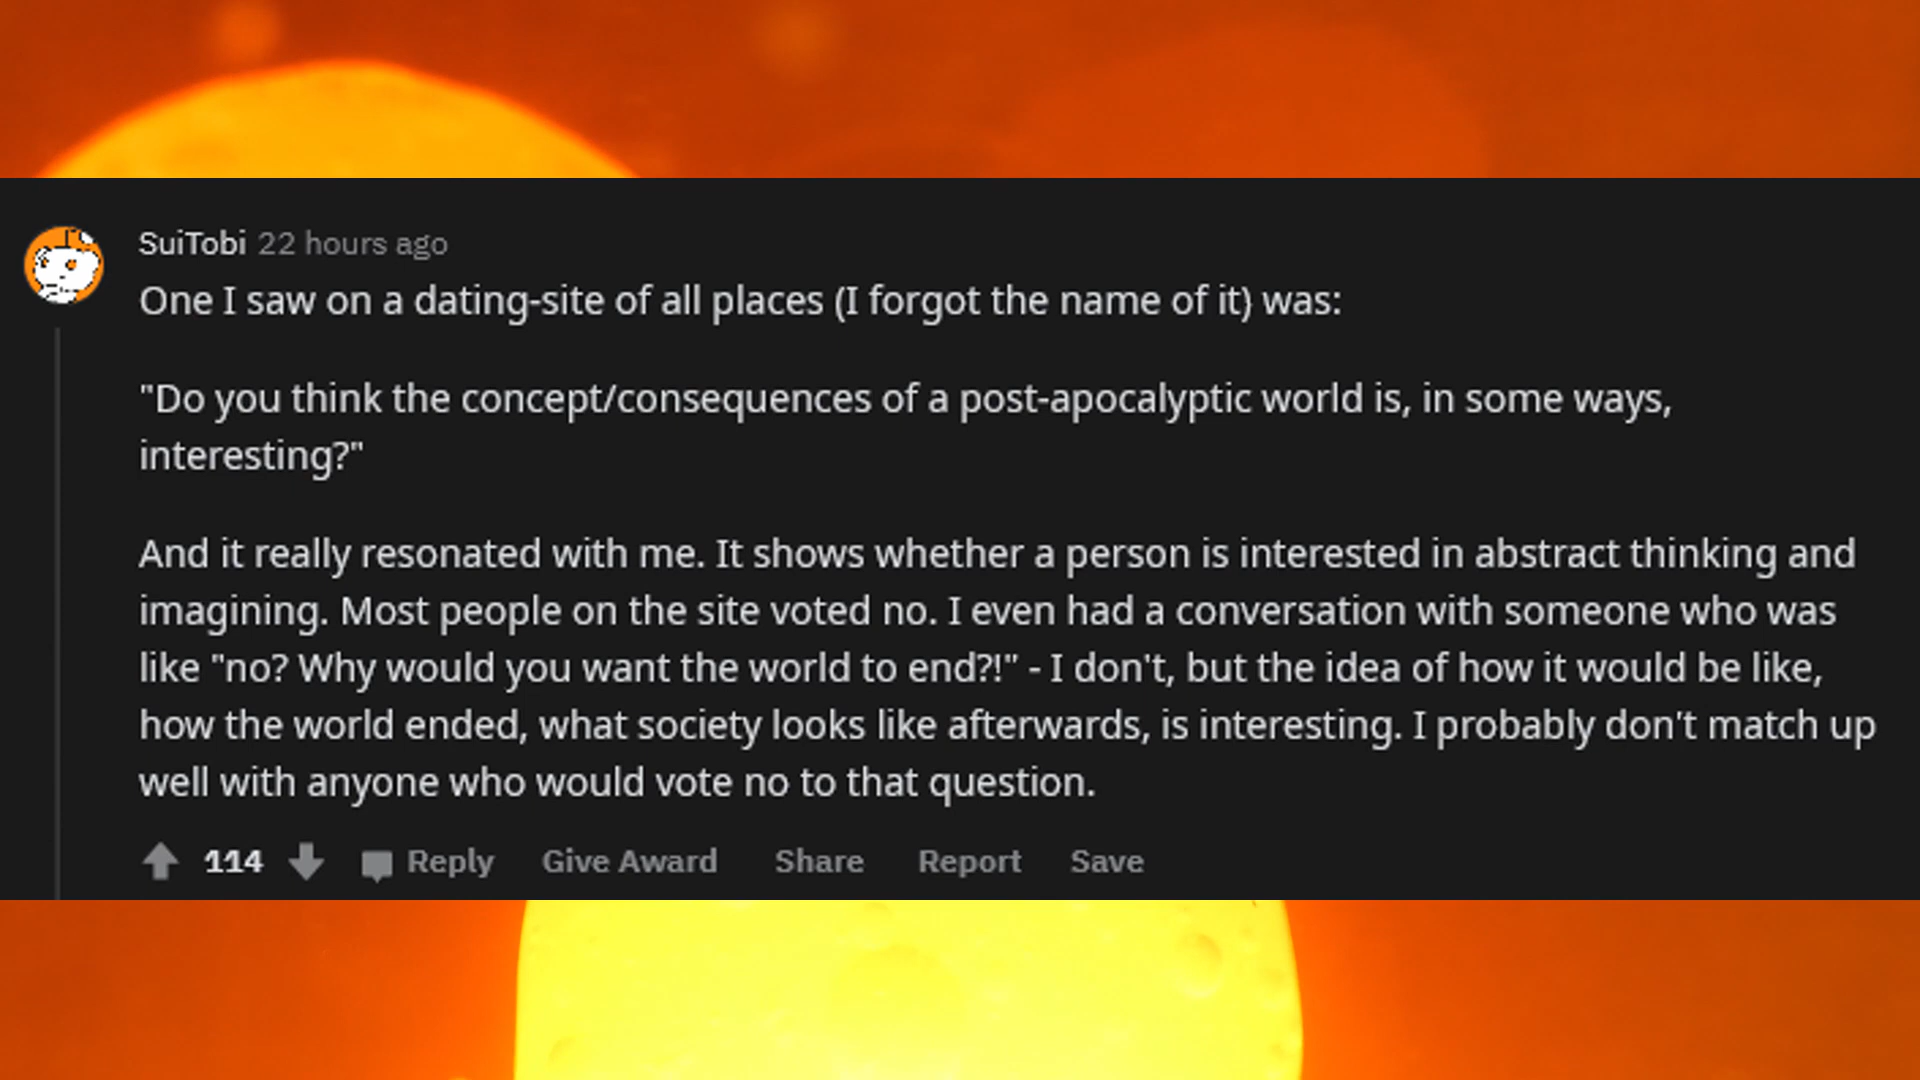 SuiTobi 22 hours ago
One I saw on a dating-site of all places (I forgot the name of it) was:
"Do you think the concept/consequences of a post-apocalyptic world is, in some ways,
interesting?"
And it really resonated with me. It shows whether a person is interested in abstract thinking and
imagining. Most people on the site voted no. I even had a conversation with someone who was
like "no? Why would you want the world to end?!" - I don't, but the idea of how it would be like,
how the world ended, what society looks like afterwards, is interesting. I probably don't match up
well with anyone who would vote no to that question.
114 Reply Give Award Share Report Save